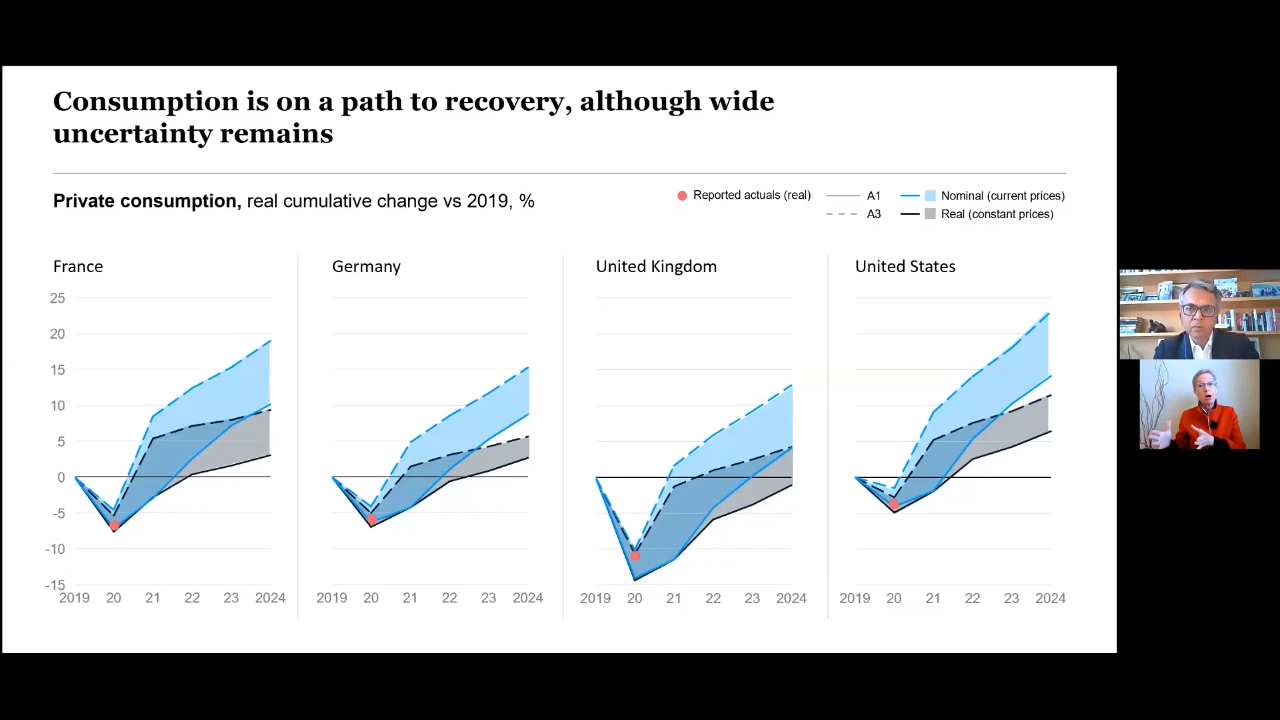 Consumption is on a path to recovery, although wide
uncertainty remains
Private consumption, real cumulative change vs 2019, %
Reported actuals (real)
A1
Nominal (current prices)
A3
Real (constant prices)
France
Germany
United Kingdom
United States
25
20
15
10
5
0
-5
-10
-15
2019 20 21 22 23 2024
2019 20 21 22 23 2024
2019 20 21 22 23 2024
2019 20 21 22 23 2024